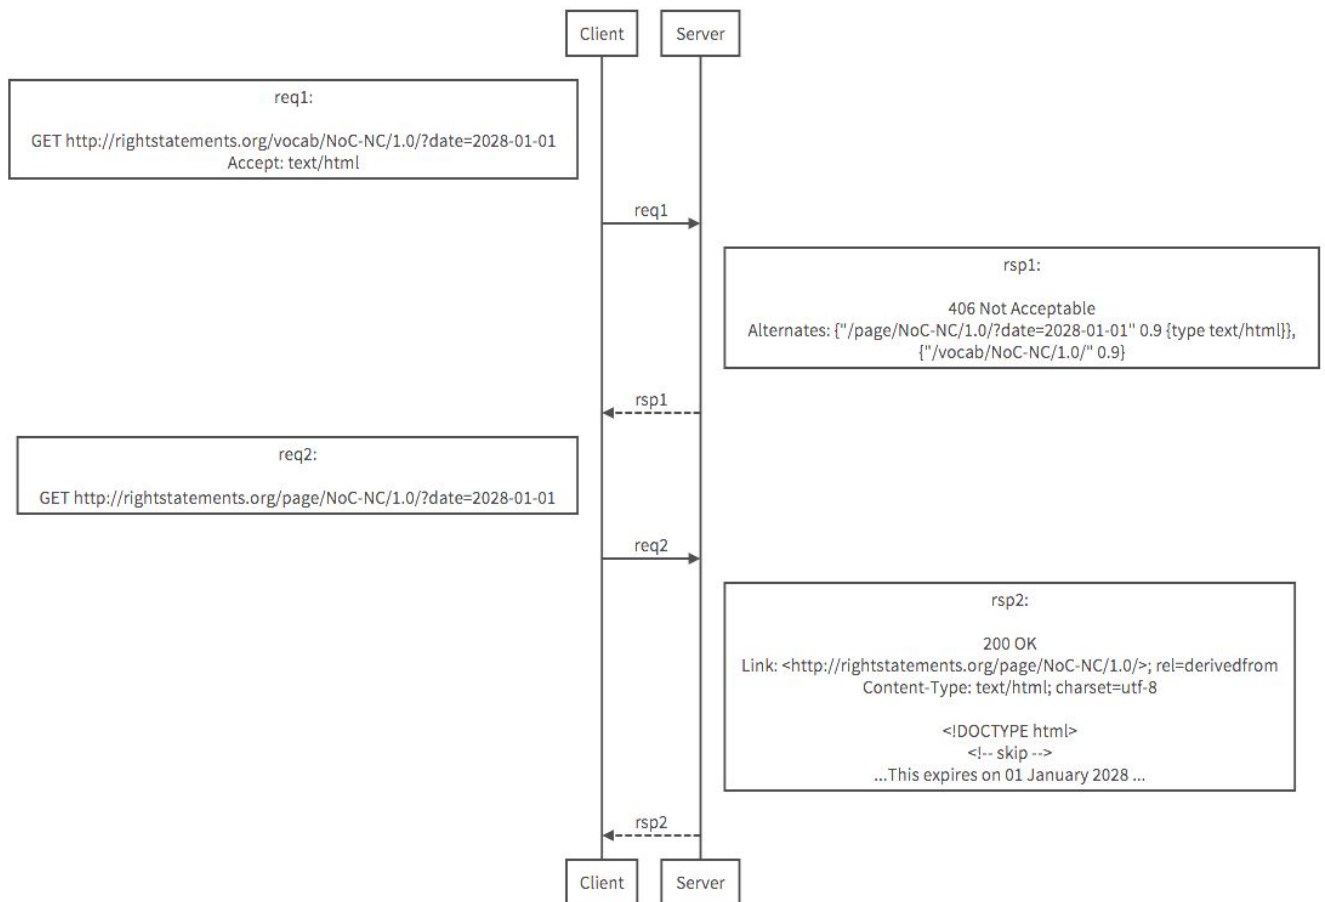 Client
Server
req1:
GET http://rightstatements.org/vocab/NoC-NC/1.0/?date=2028-01-01
Accept: text/html
req1
rsp1:
406 Not Acceptable
Alternates: {"/page/NoC-NC/1.0/?date=2028-01-01" 0.9 {type text/html}},
{"/vocab/NoC-NC/1.0/" 0.9}
rsp1
req2:
GET http://rightstatements.org/page/NoC-NC/1.0/?date=2028-01-01
req2
rsp2:
200 OK
Link: <http://rightstatements.org/page/NoC-NC/1.0/>; rel=derivedfrom
Content-Type: text/html; charset=utf-8
<!DOCTYPE html>
<!-- skip -->
...This expires on 01 January 2028 ...
rsp2
Client
Server